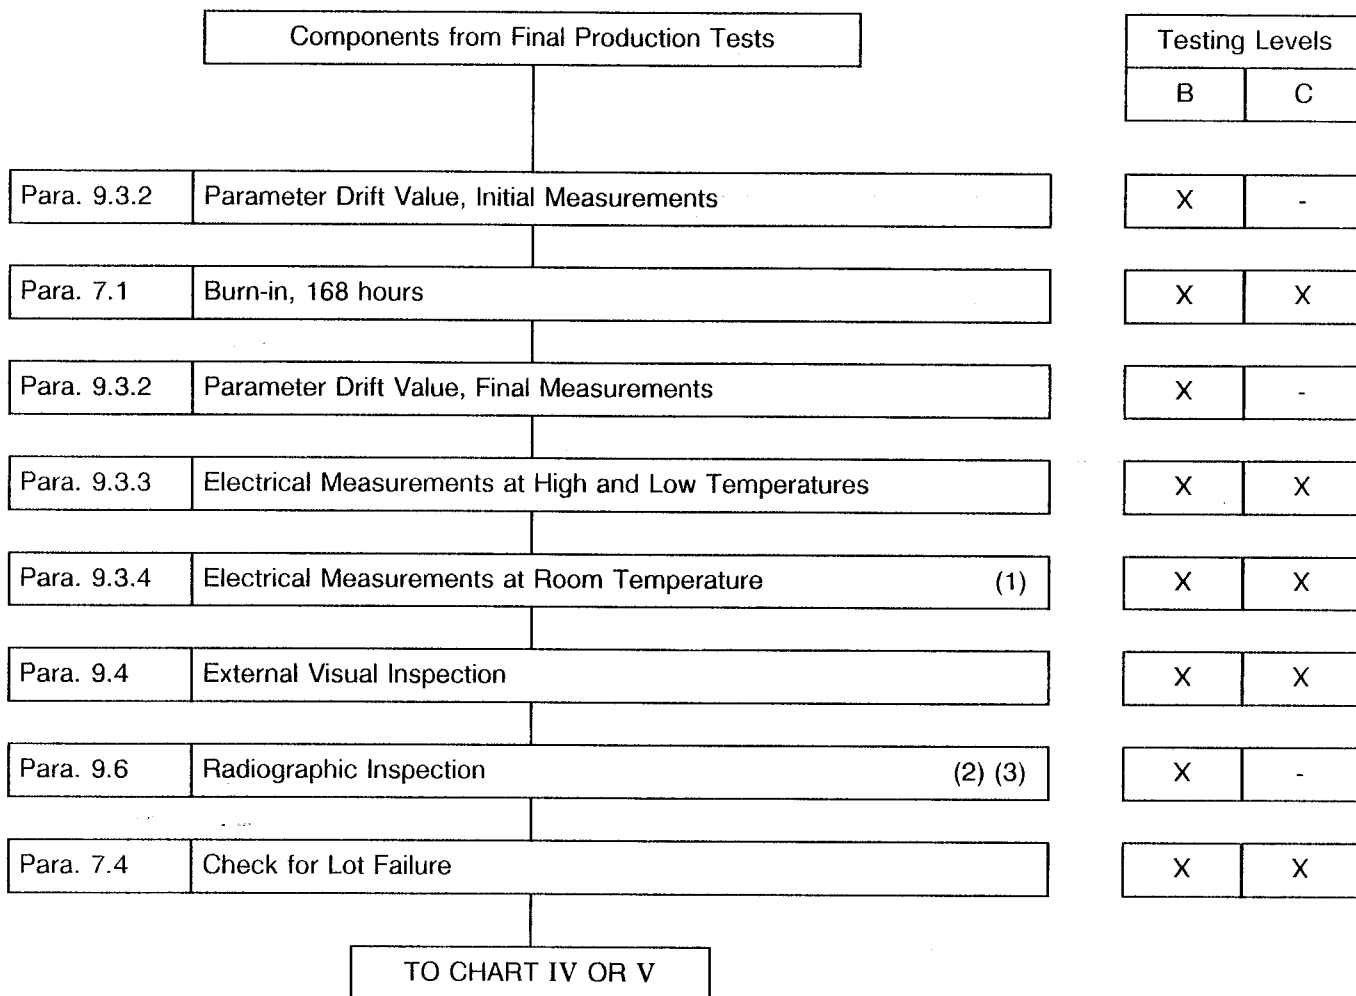 Components from Final Production Tests
Testing Levels
B C
Para. 9.3.2 Parameter Drift Value, Initial Measurements X -
Para. 7.1 Burn-in, 168 hours X X
Para. 9.3.2 Parameter Drift Value, Final Measurements X -
Para. 9.3.3 Electrical Measurements at High and Low Temperatures X X
Para. 9.3.4 Electrical Measurements at Room Temperature (1) X X
Para. 9.4 External Visual Inspection X X
Para. 9.6 Radiographic Inspection (2) (3) X -
Para. 7.4 Check for Lot Failure X X
TO CHART IV OR V